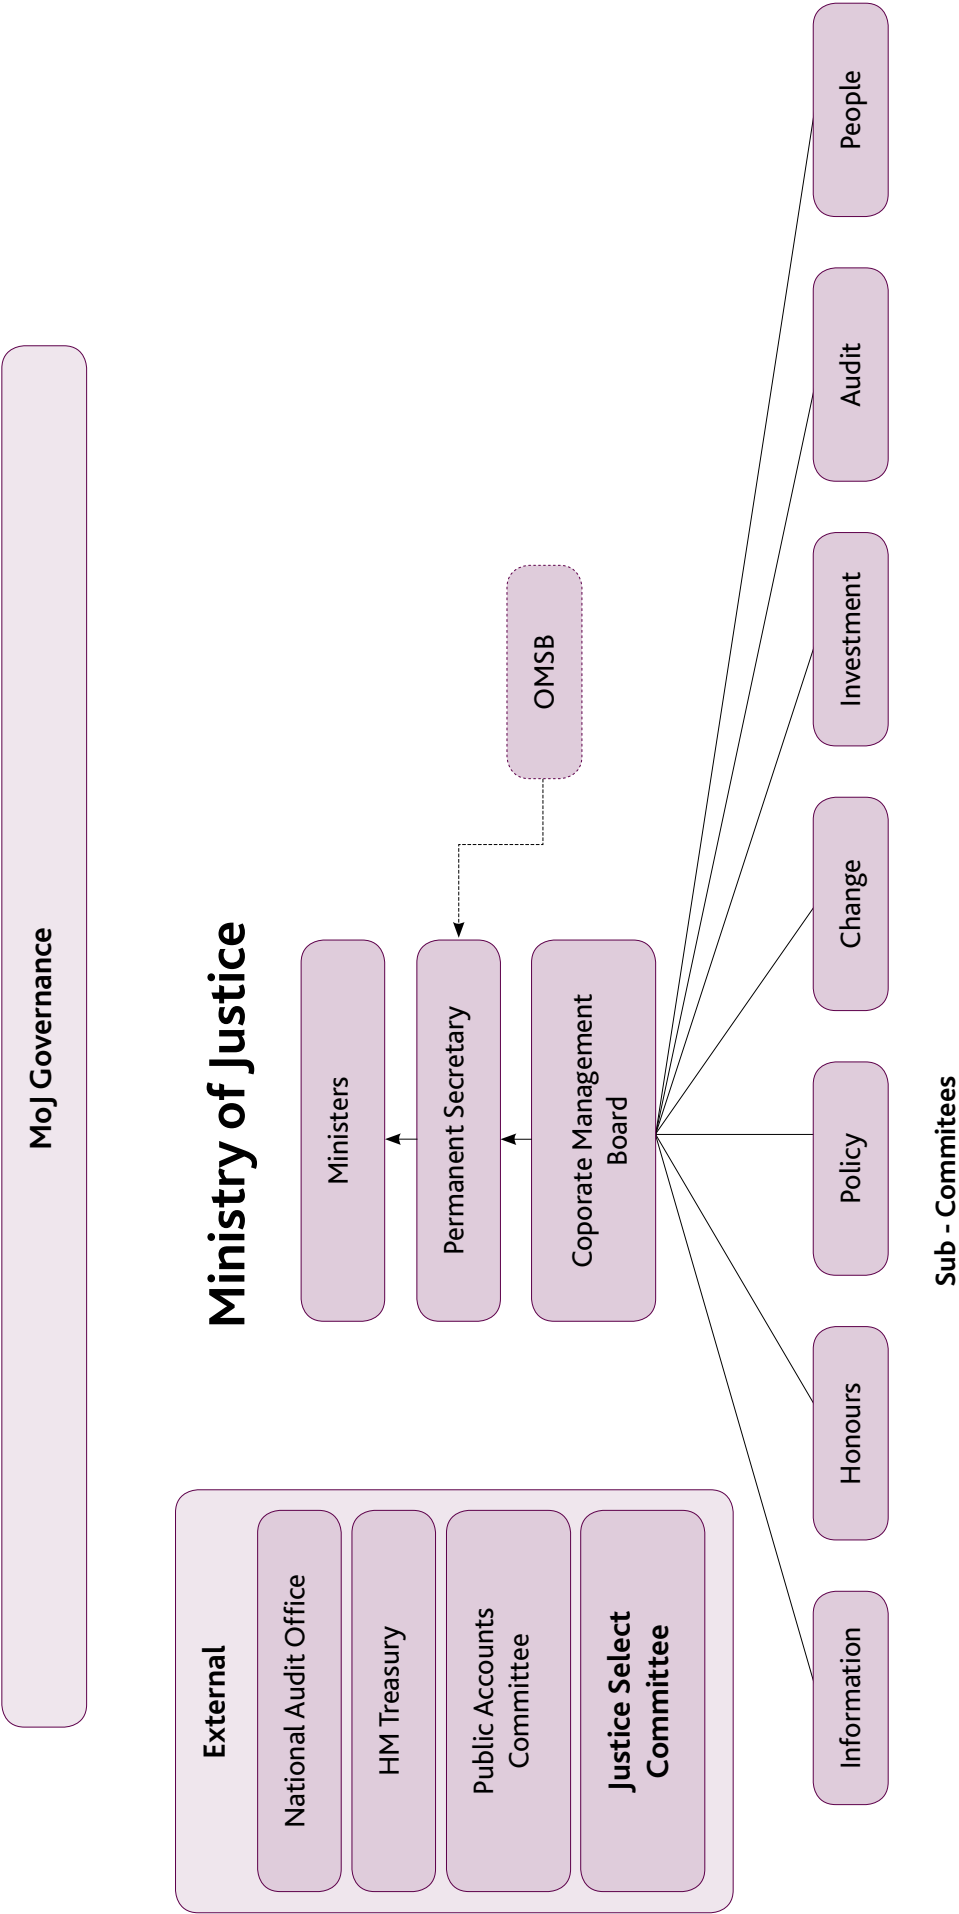 MoJ Governance
Ministry of Justice
External
National Audit Office
HM Treasury
Public Accounts
Committee
Justice Select
Committee
Ministers
Permanent Secretary
Coporate Management
Board
OMSB
Information
Honours
Policy
Change
Investment
Audit
People
Sub - Commitees